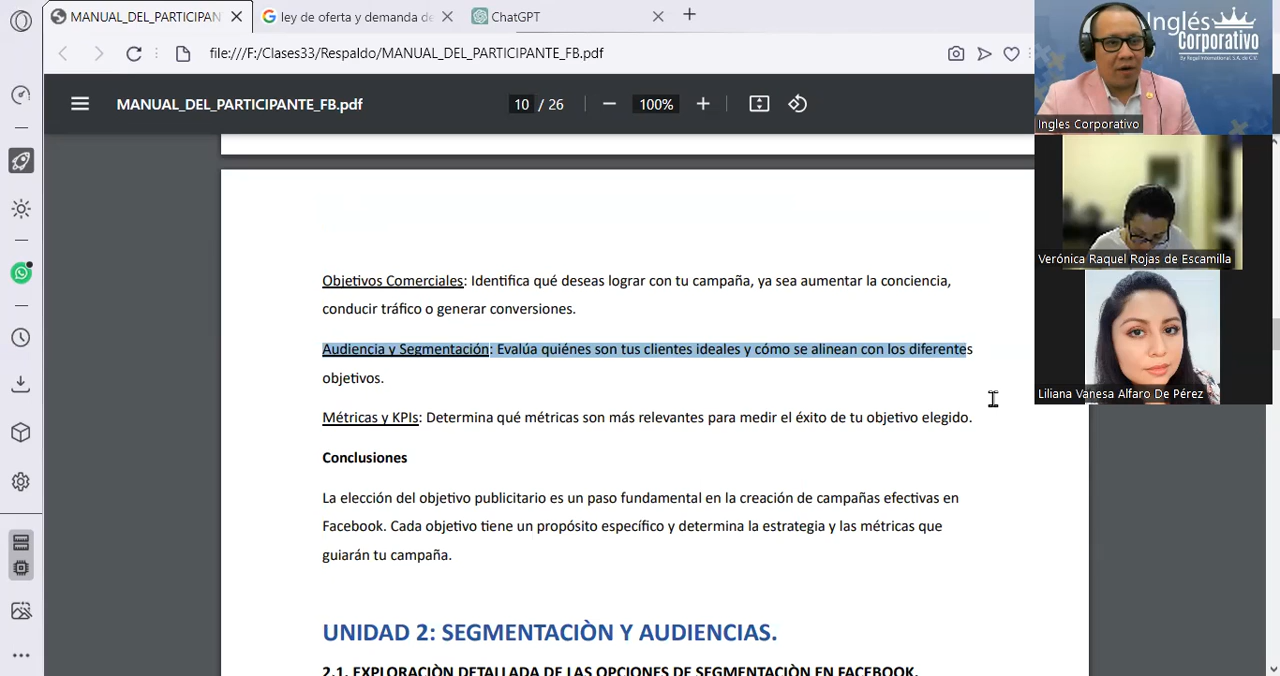 MANUAL_DEL_PARTICIPAN
ley de oferta y demanda de
ChatGPT
file:///F:/Clases33/Respaldo/MANUAL_DEL_PARTICIPANTE_FB.pdf
MANUAL_DEL_PARTICIPANTE_FB.pdf
10 / 26
100%
Inglés
Corporativo
By Regal International, S.A. de C.V.
Ingles Corporativo
Verónica Raquel Rojas de Escamilla
Liliana Vanesa Alfaro De Pérez
Objetivos Comerciales: Identifica qué deseas lograr con tu campaña, ya sea aumentar la conciencia,
conducir tráfico o generar conversiones.
Audiencia y Segmentación: Evalúa quiénes son tus clientes ideales y cómo se alinean con los diferentes
objetivos.
Métricas y KPIs: Determina qué métricas son más relevantes para medir el éxito de tu objetivo elegido.
Conclusiones
La elección del objetivo publicitario es un paso fundamental en la creación de campañas efectivas en
Facebook. Cada objetivo tiene un propósito específico y determina la estrategia y las métricas que
guiarán tu campaña.
UNIDAD 2: SEGMENTACIÒN Y AUDIENCIAS.
2.1. EXPLORACIÒN DETALLADA DE LAS OPCIONES DE SEGMENTACIÒN EN FACEBOOK.